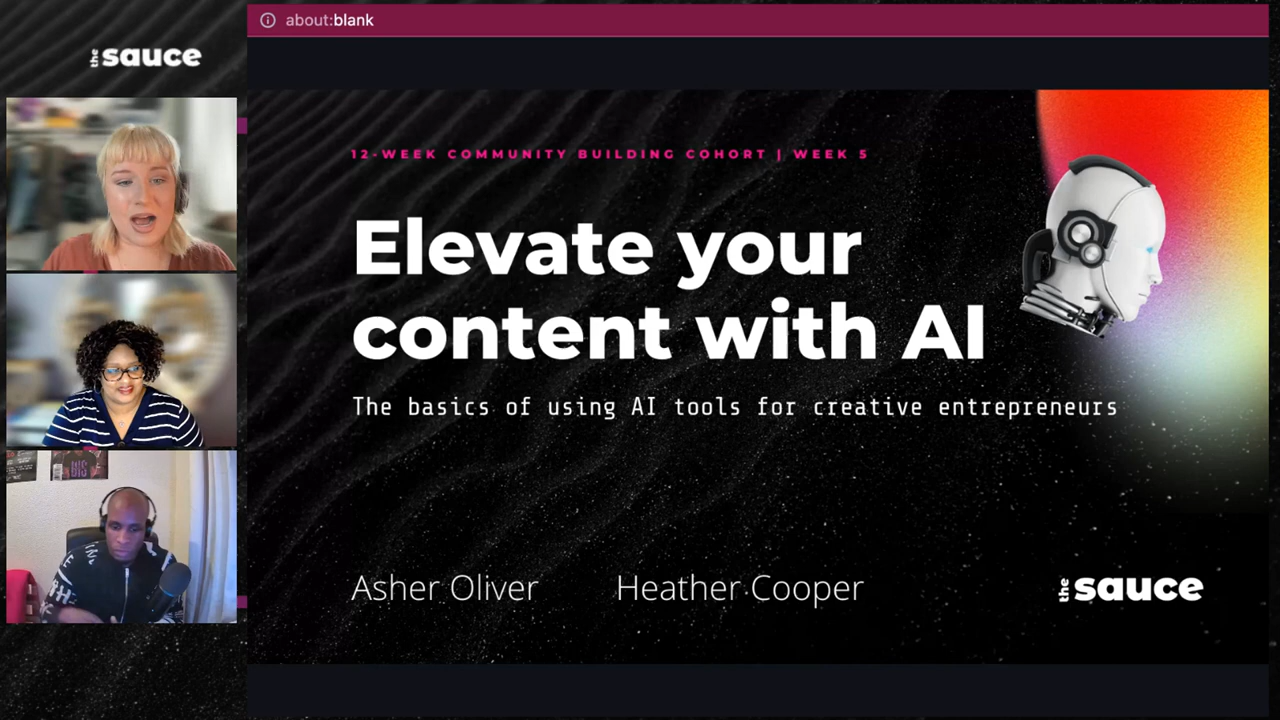 about:blank
the sauce
12-WEEK COMMUNITY BUILDING COHORT | WEEK 5
Elevate your
content with AI
The basics of using AI tools for creative entrepreneurs
Asher Oliver
Heather Cooper
the sauce